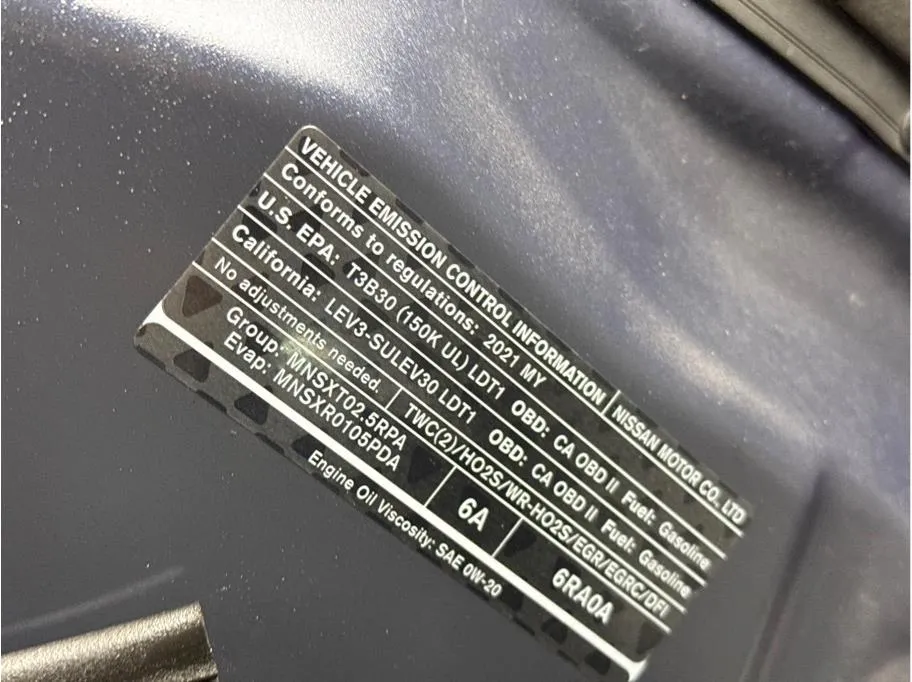 VEHICLE EMISSION CONTROL INFORMATION NISSAN MOTOR CO., LTD
Conforms to regulations: 2021 MY
U.S. EPA: T3B30 (150K UL) LDT1 OBD: CA OBD II Fuel: Gasoline
California: LEV3-SULEV30 LDT1 OBD: CA OBD II Fuel: Gasoline
No adjustments needed. TWC(2)/HO2S/WR-HO2S/EGR/EGRC/DFI
Group: MNSXT02.5RPA
Evap: MNSXR0105PDA
6A 6RA0A
Engine Oil Viscosity: SAE 0W-20